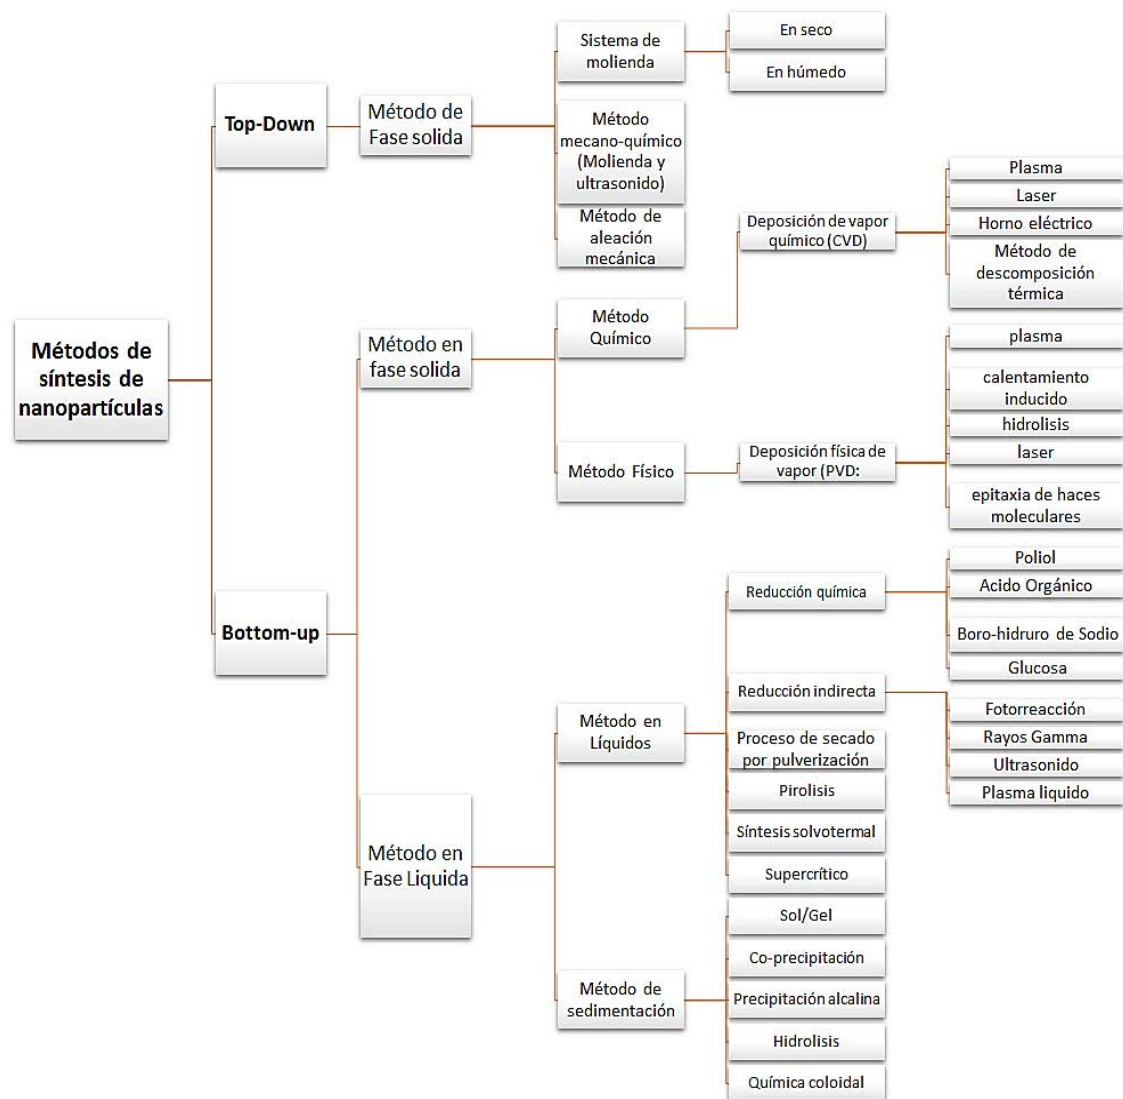 Métodos de
síntesis de
nanopartículas
Top-Down
Método de
Fase solida
Sistema de
molienda
En seco
En húmedo
Método
mecano-químico
(Molienda y
ultrasonido)
Método de
aleación
mecánica
Bottom-up
Método en
fase solida
Método
Químico
Deposición de vapor
químico (CVD)
Plasma
Laser
Horno eléctrico
Método de
descomposición
térmica
Método Físico
Deposición física de
vapor (PVD:
plasma
calentamiento
inducido
hidrolisis
laser
epitaxia de haces
moleculares
Método en
Fase Liquida
Método en
Líquidos
Reducción química
Poliol
Acido Orgánico
Boro-hidruro de Sodio
Glucosa
Reducción indirecta
Fotorreacción
Rayos Gamma
Ultrasonido
Plasma liquido
Proceso de secado
por pulverización
Pirolisis
Síntesis solvotermal
Supercrítico
Método de
sedimentación
Sol/Gel
Co-precipitación
Precipitación alcalina
Hidrolisis
Química coloidal